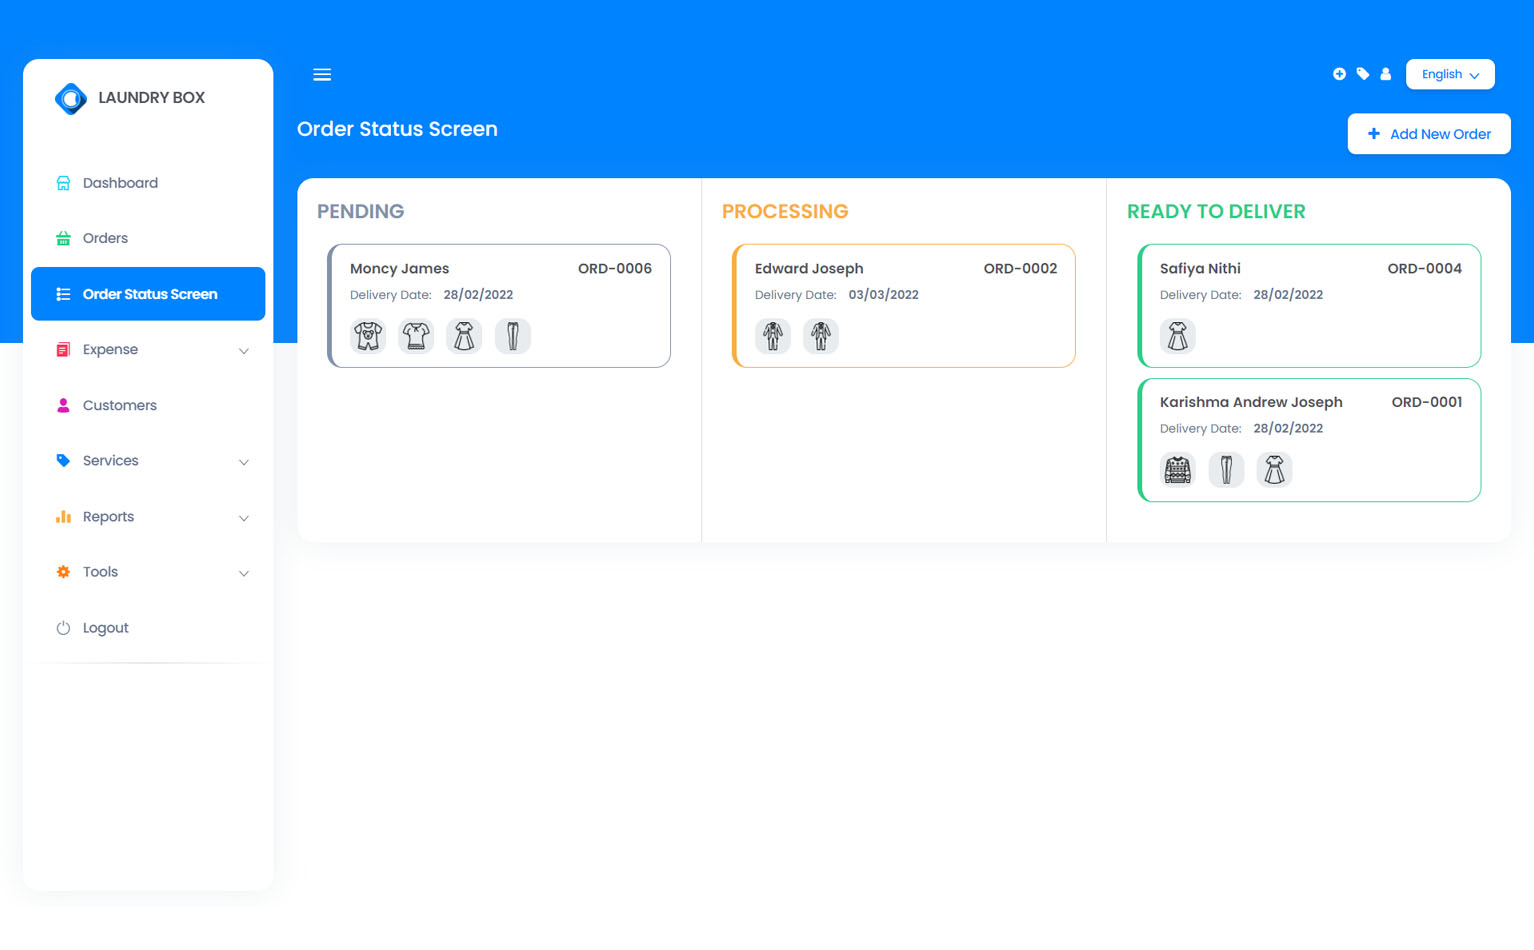 LAUNDRY BOX
Dashboard
Orders
Order Status Screen
Expense
Customers
Services
Reports
Tools
Logout
English
Order Status Screen
Add New Order
PENDING
Moncy James ORD-0006
Delivery Date: 28/02/2022
PROCESSING
Edward Joseph ORD-0002
Delivery Date: 03/03/2022
READY TO DELIVER
Safiya Nithi ORD-0004
Delivery Date: 28/02/2022
Karishma Andrew Joseph ORD-0001
Delivery Date: 28/02/2022